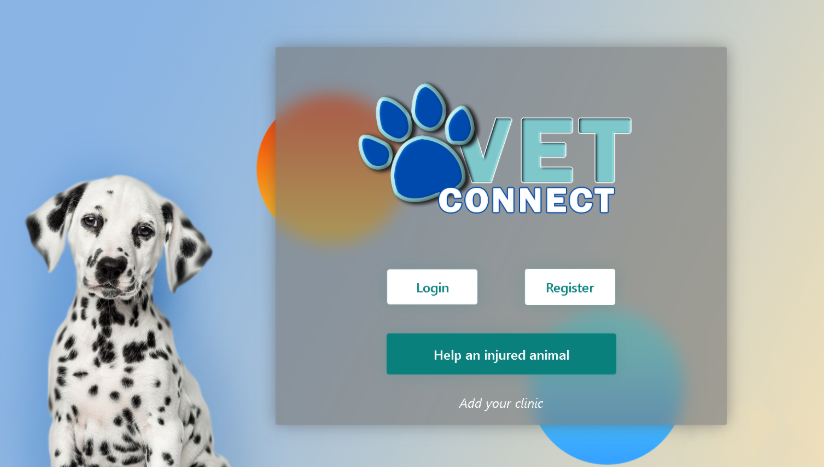 VET
CONNECT
Login
Register
Help an injured animal
Add your clinic